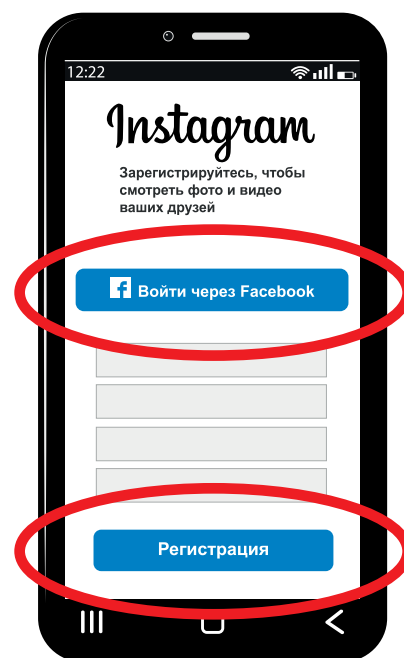 12:22
Instagram
Зарегистрируйтесь, чтобы
смотреть фото и видео
ваших друзей
f Войти через Facebook
Регистрация